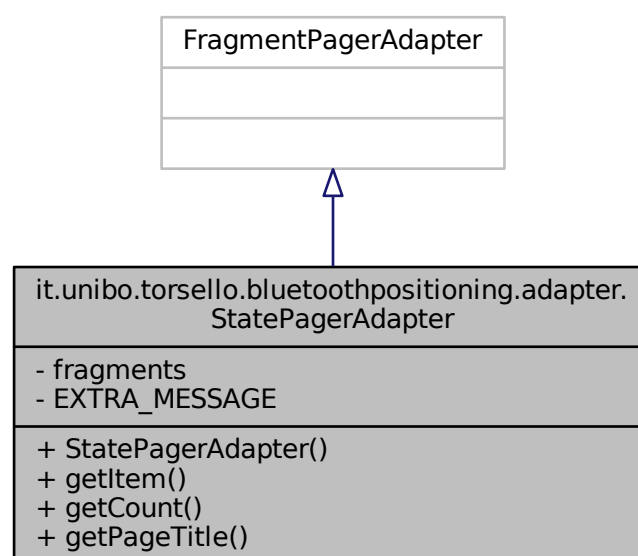 FragmentPagerAdapter
it.unibo.torsello.bluetoothpositioning.adapter.
StatePagerAdapter
- fragments
- EXTRA_MESSAGE
+ StatePagerAdapter()
+ getItem()
+ getCount()
+ getPageTitle()